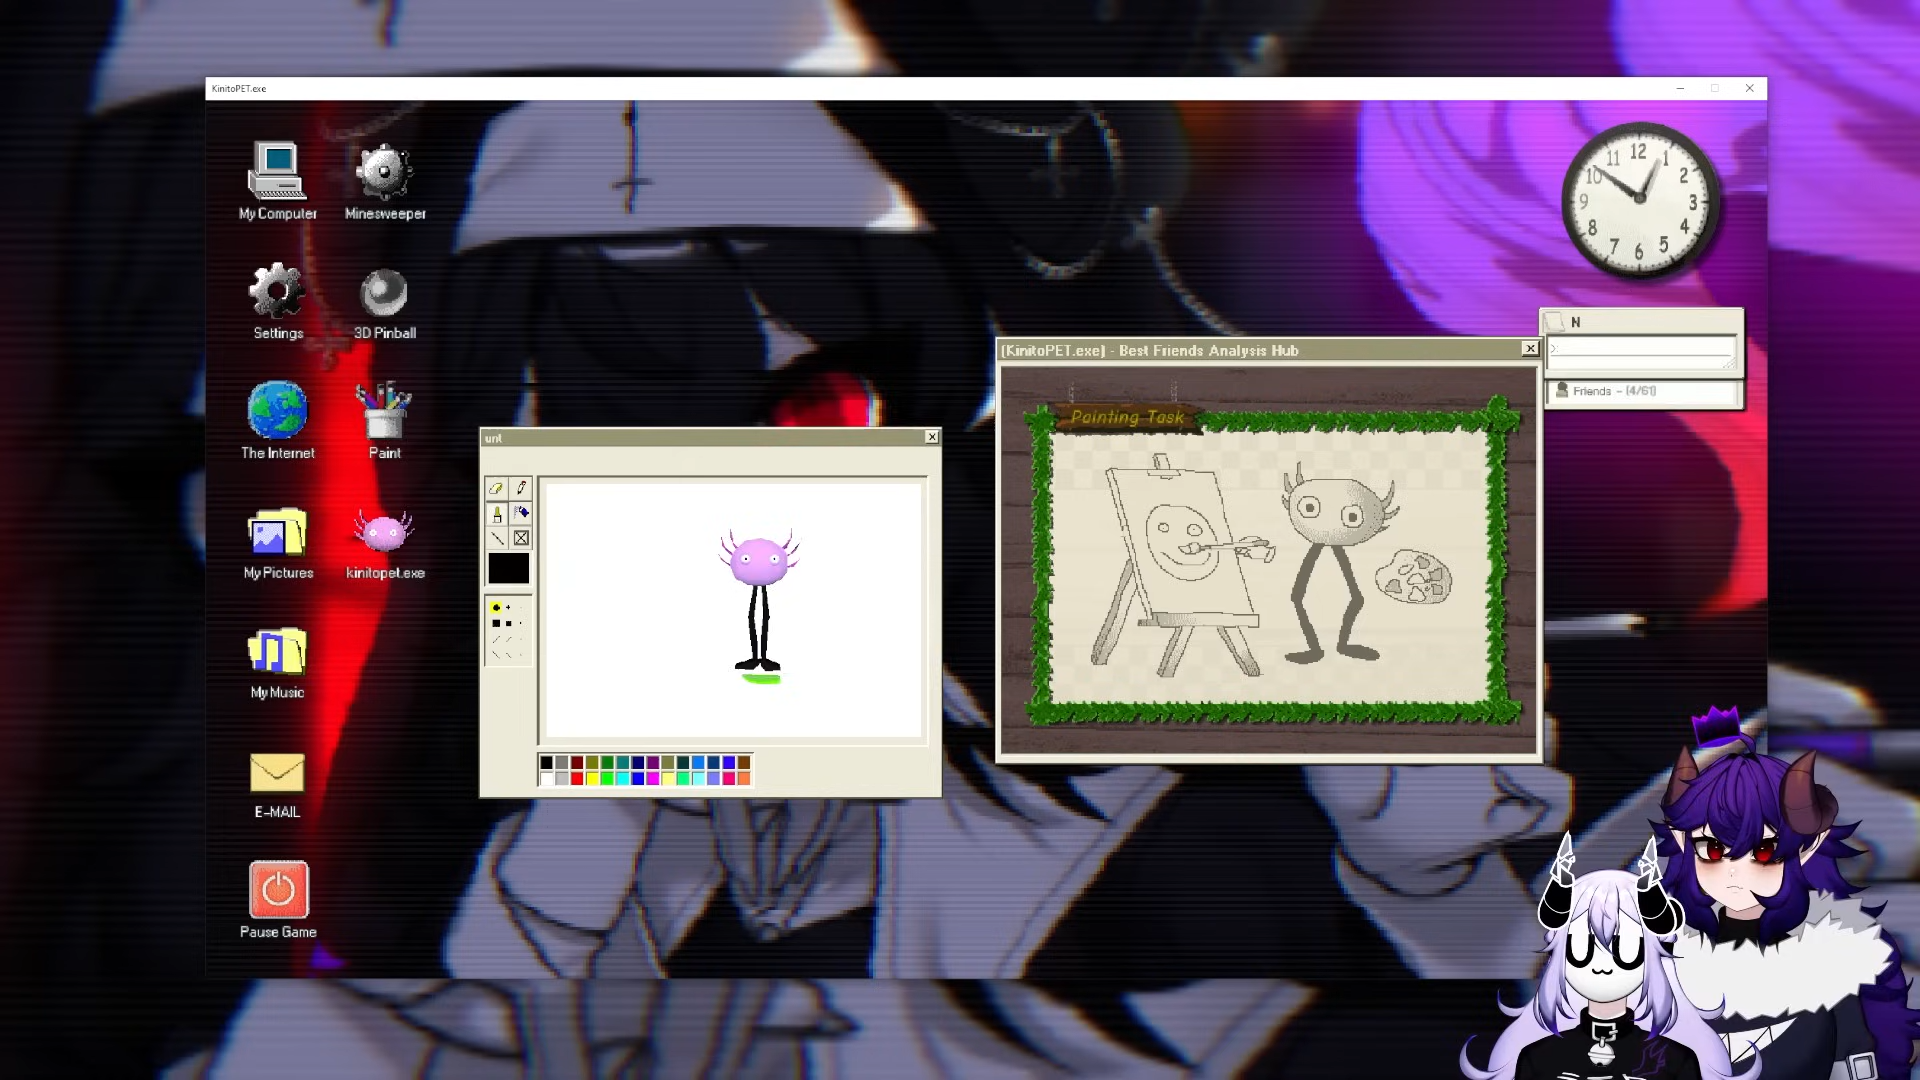 KinitoPET.exe
My Computer
Minesweeper
Settings
3D Pinball
The Internet
Paint
My Pictures
kinitopet.exe
My Music
E-MAIL
Pause Game
unt
[KinitoPET.exe] - Best Friends Analysis Hub
Painting Task
12
1
2
3
4
5
6
7
8
9
10
11
N
Friends - (4/61)